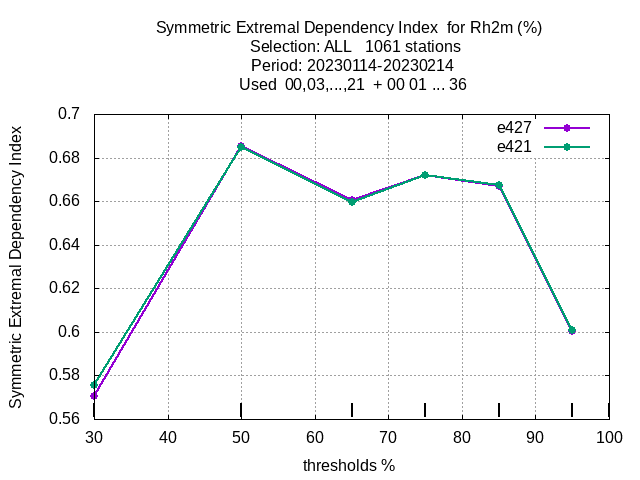 Symmetric Extremal Dependency Index  for Rh2m (%)
Selection: ALL   1061 stations
Period: 20230114-20230214
Used  00,03,...,21  + 00 01 ... 36
Symmetric Extremal Dependency Index
0.7
0.68
0.66
0.64
0.62
0.6
0.58
0.56
e427
e421
30 40 50 60 70 80 90 100
thresholds %